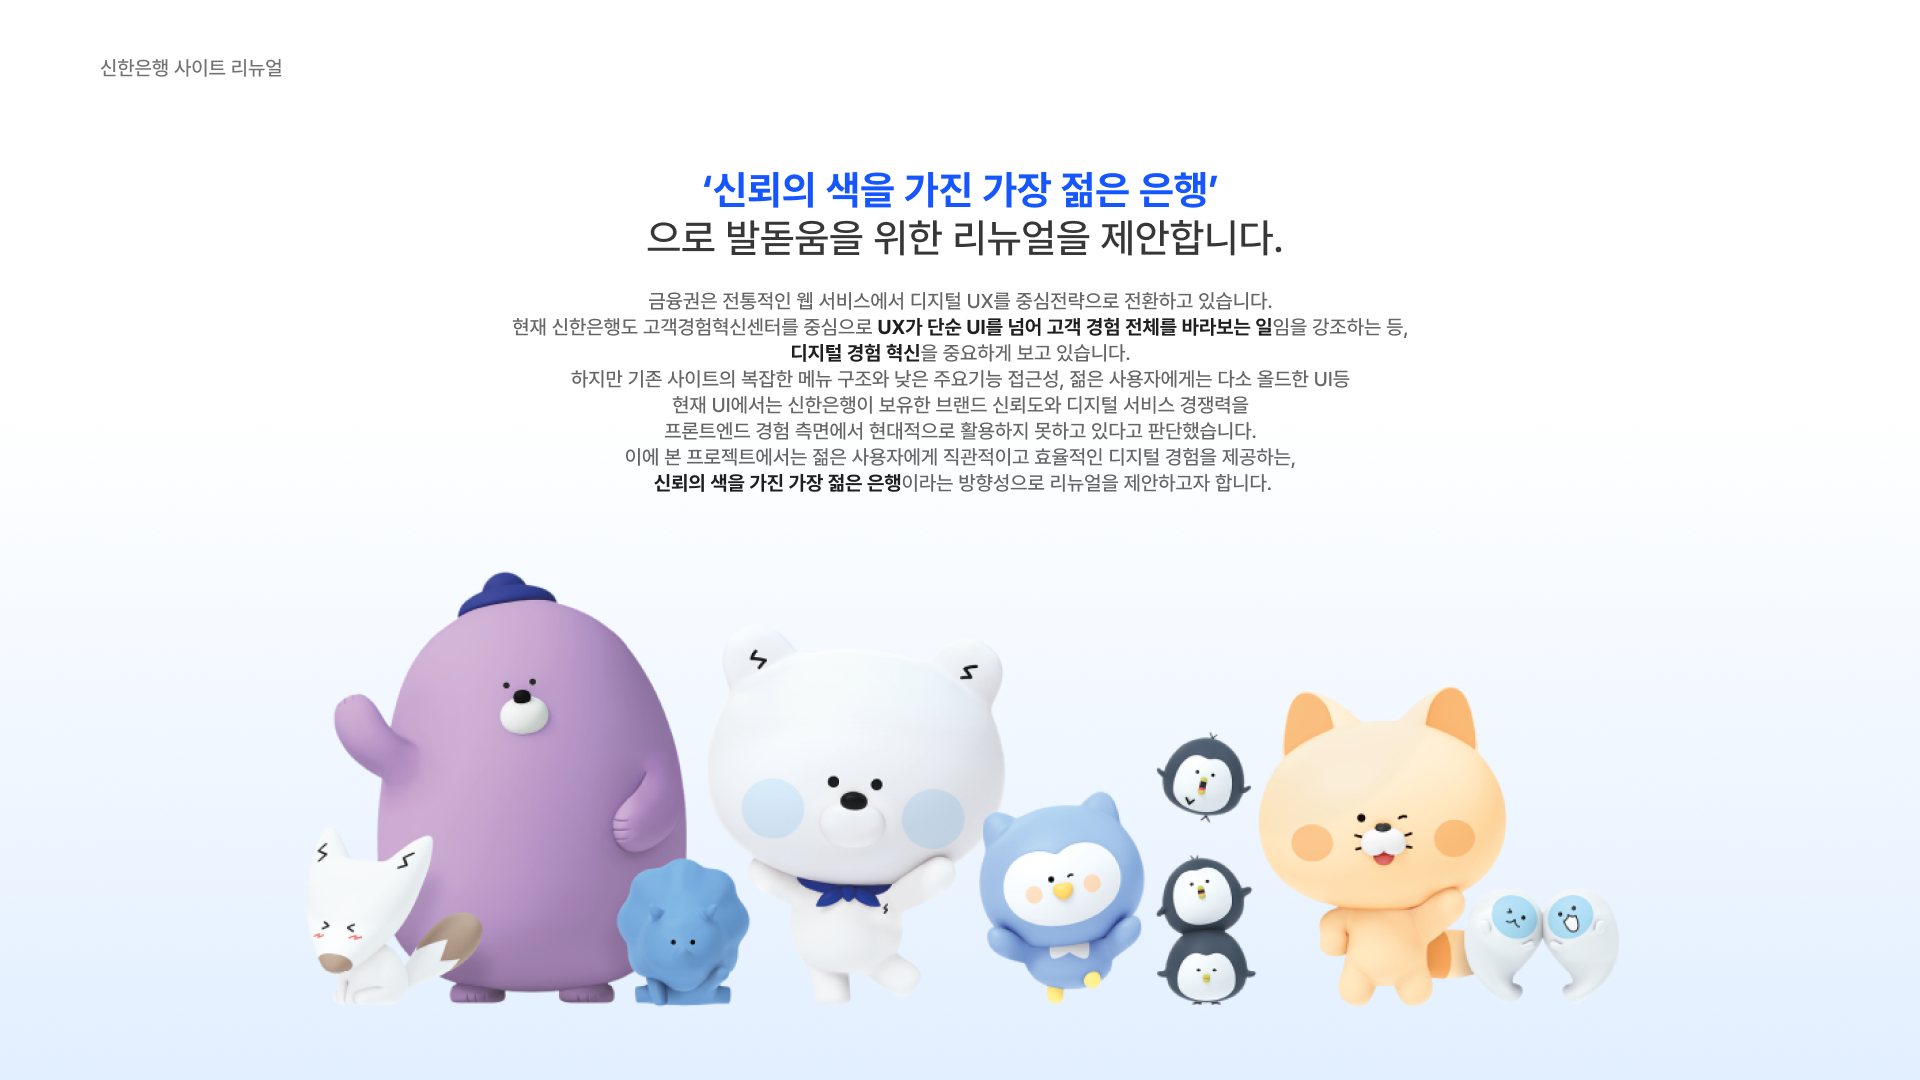 신한은행 사이트 리뉴얼
‘신뢰의 색을 가진 가장 젊은 은행’
으로 발돋움을 위한 리뉴얼을 제안합니다.
금융권은 전통적인 웹 서비스에서 디지털 UX를 중심전략으로 전환하고 있습니다.
현재 신한은행도 고객경험혁신센터를 중심으로 UX가 단순 UI를 넘어 고객 경험 전체를 바라보는 일임을 강조하는 등,
디지털 경험 혁신을 중요하게 보고 있습니다.
하지만 기존 사이트의 복잡한 메뉴 구조와 낮은 주요기능 접근성, 젊은 사용자에게는 다소 올드한 UI등
현재 UI에서는 신한은행이 보유한 브랜드 신뢰도와 디지털 서비스 경쟁력을
프론트엔드 경험 측면에서 현대적으로 활용하지 못하고 있다고 판단했습니다.
이에 본 프로젝트에서는 젊은 사용자에게 직관적이고 효율적인 디지털 경험을 제공하는,
신뢰의 색을 가진 가장 젊은 은행이라는 방향성으로 리뉴얼을 제안하고자 합니다.